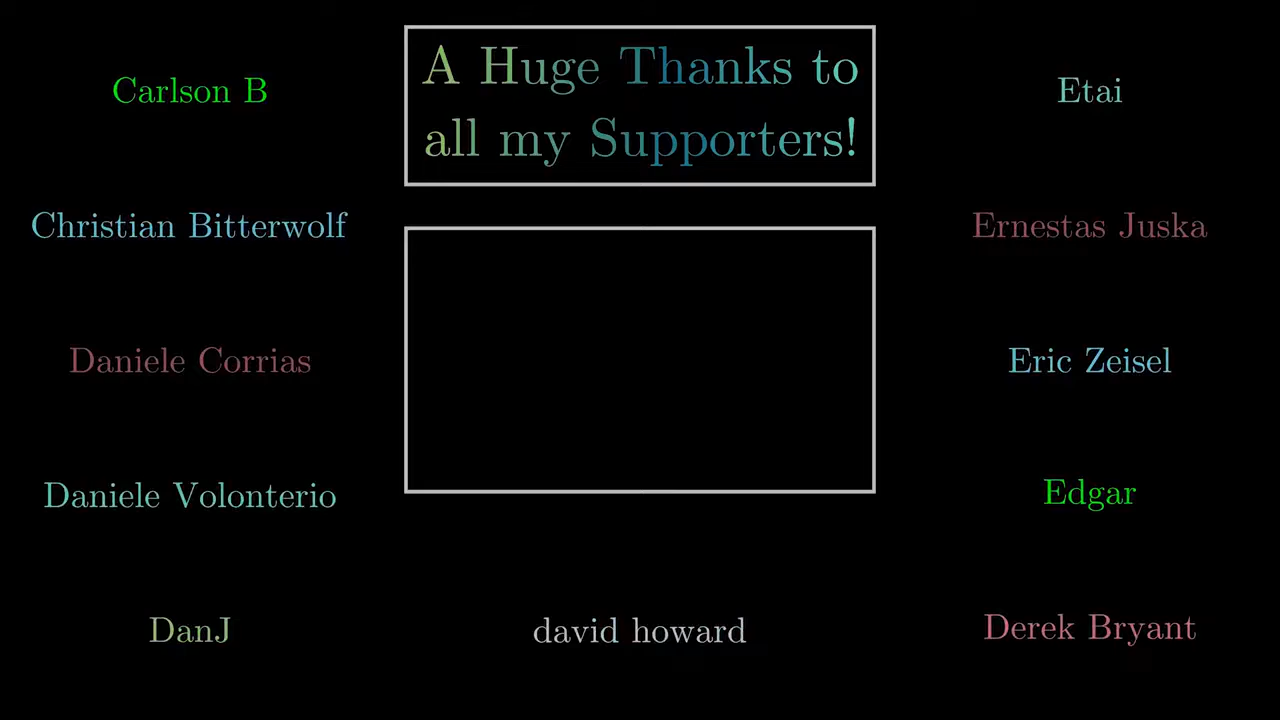 A Huge Thanks to
all my Supporters!
Carlson B
Christian Bitterwolf
Daniele Corrias
Daniele Volonterio
DanJ
david howard
Etai
Ernestas Juska
Eric Zeisel
Edgar
Derek Bryant